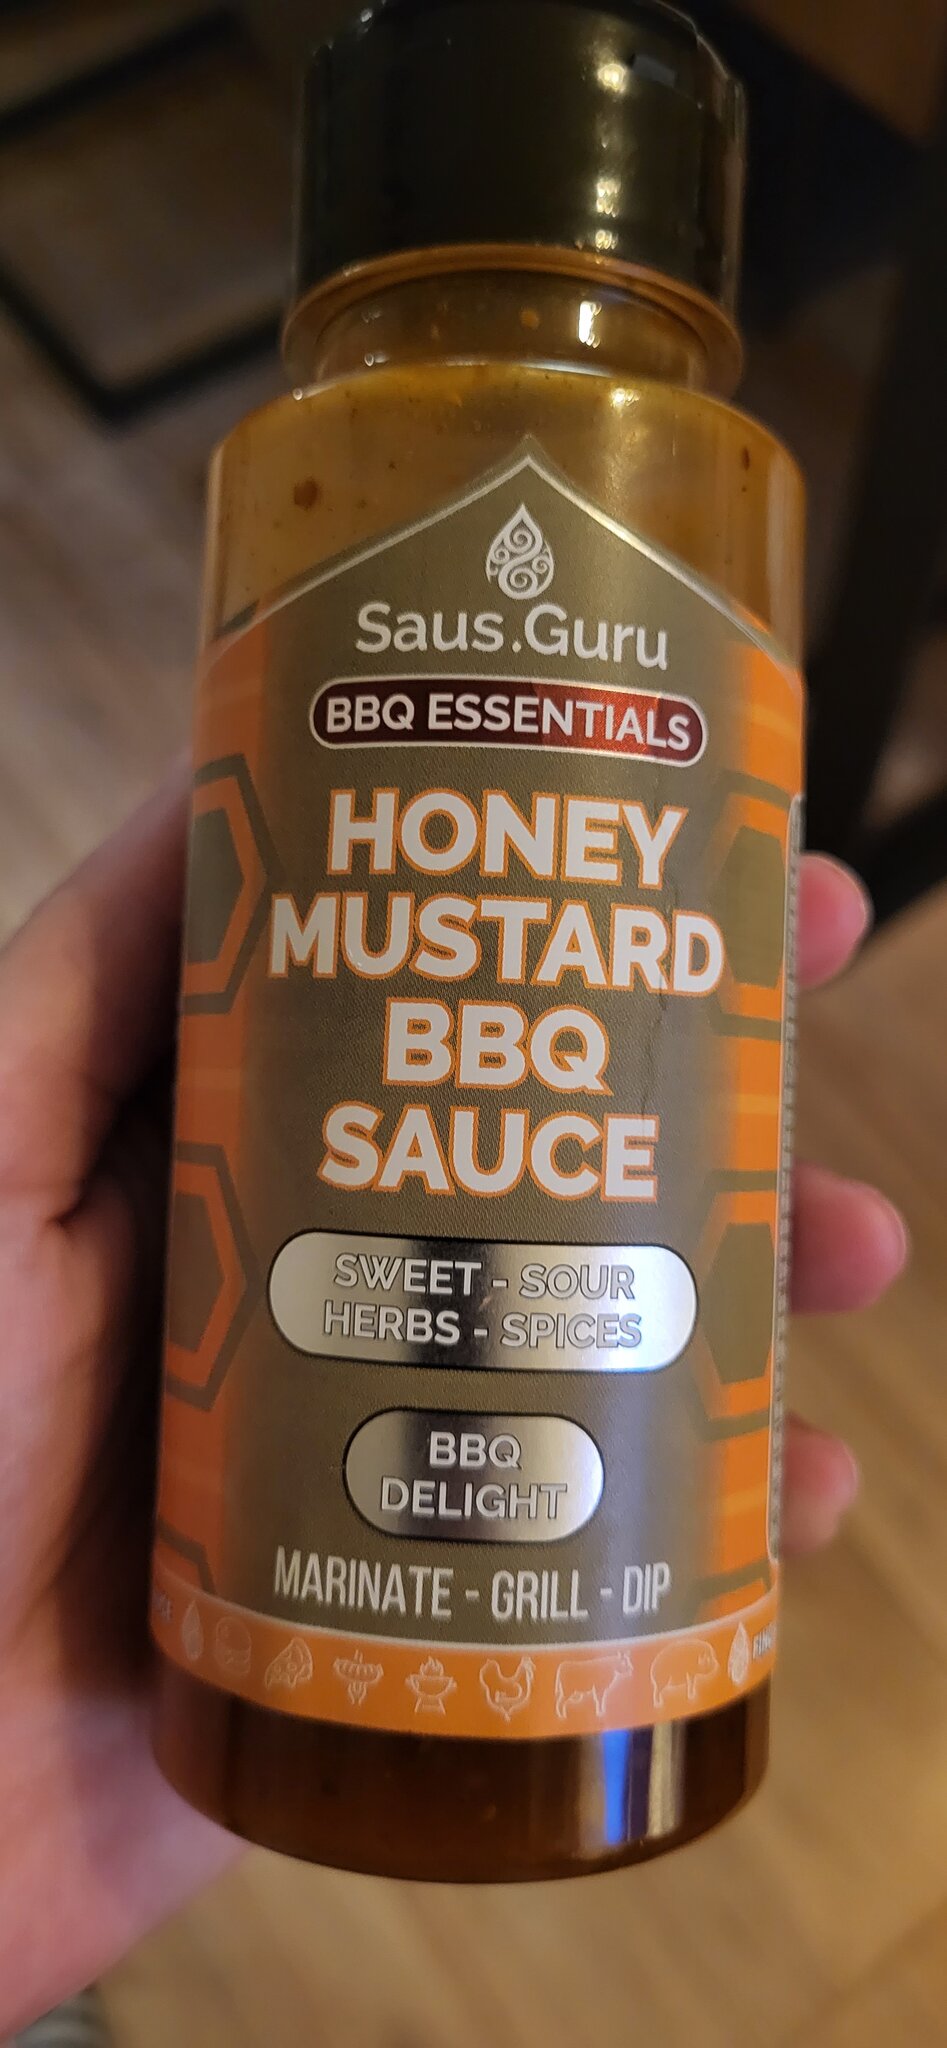 Saus.Guru
BBQ ESSENTIALS
HONEY
MUSTARD
BBQ
SAUCE
SWEET - SOUR
HERBS - SPICES
BBQ
DELIGHT
MARINATE - GRILL - DIP